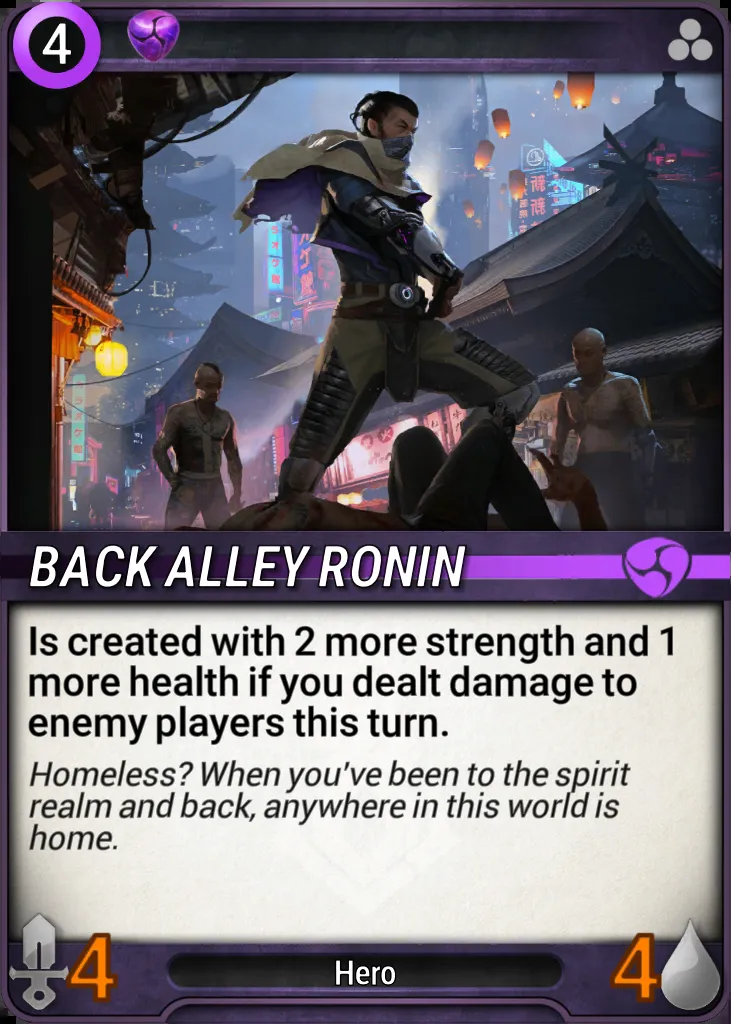 4
BACK ALLEY RONIN
Is created with 2 more strength and 1
more health if you dealt damage to
enemy players this turn.
Homeless? When you've been to the spirit
realm and back, anywhere in this world is
home.
4
Hero
4